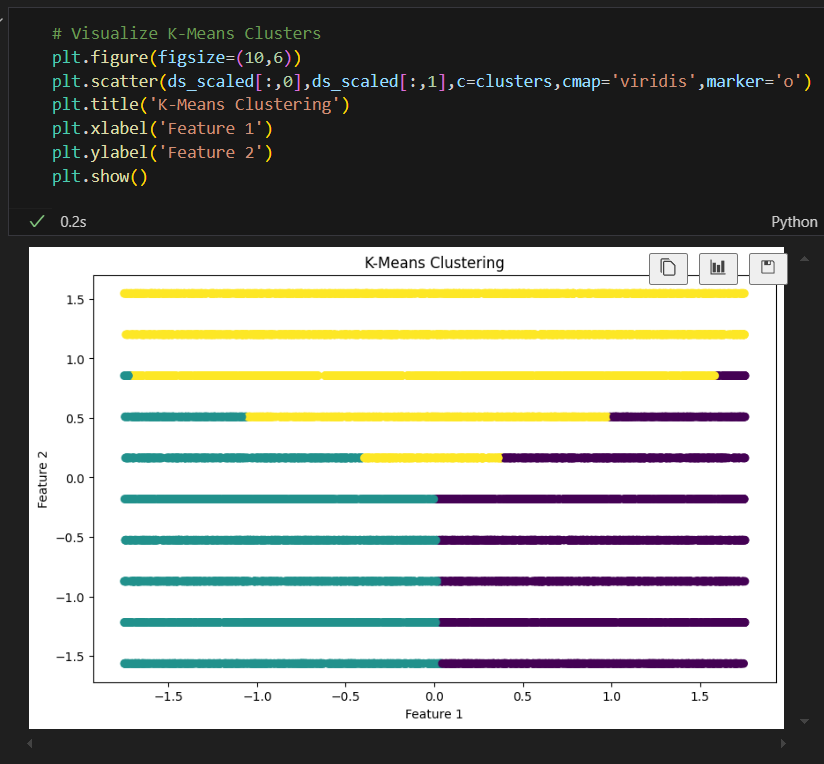 # Visualize K-Means Clusters
plt.figure(figsize=(10,6))
plt.scatter(ds_scaled[:,0],ds_scaled[:,1],c=clusters,cmap='viridis',marker='o')
plt.title('K-Means Clustering')
plt.xlabel('Feature 1')
plt.ylabel('Feature 2')
plt.show()
0.2s
Python
K-Means Clustering
1.5
1.0
0.5
0.0
−0.5
−1.0
−1.5
Feature 2
−1.5 −1.0 −0.5 0.0 0.5 1.0 1.5
Feature 1